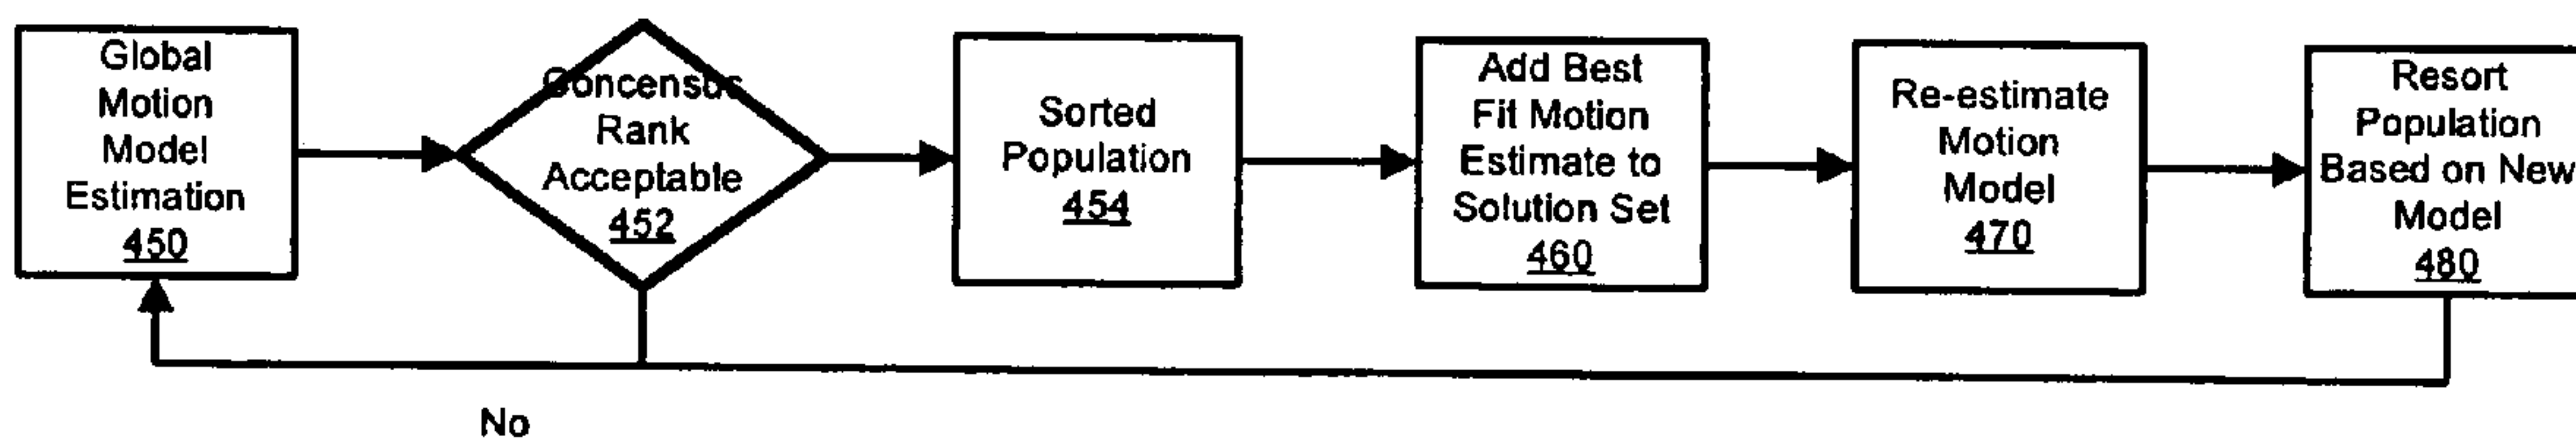 Global
Motion
Model
Estimation
450
Concensus
Rank
Acceptable
452
Sorted
Population
454
Add Best
Fit Motion
Estimate to
Solution Set
460
Re-estimate
Motion
Model
470
Resort
Population
Based on New
Model
480
No